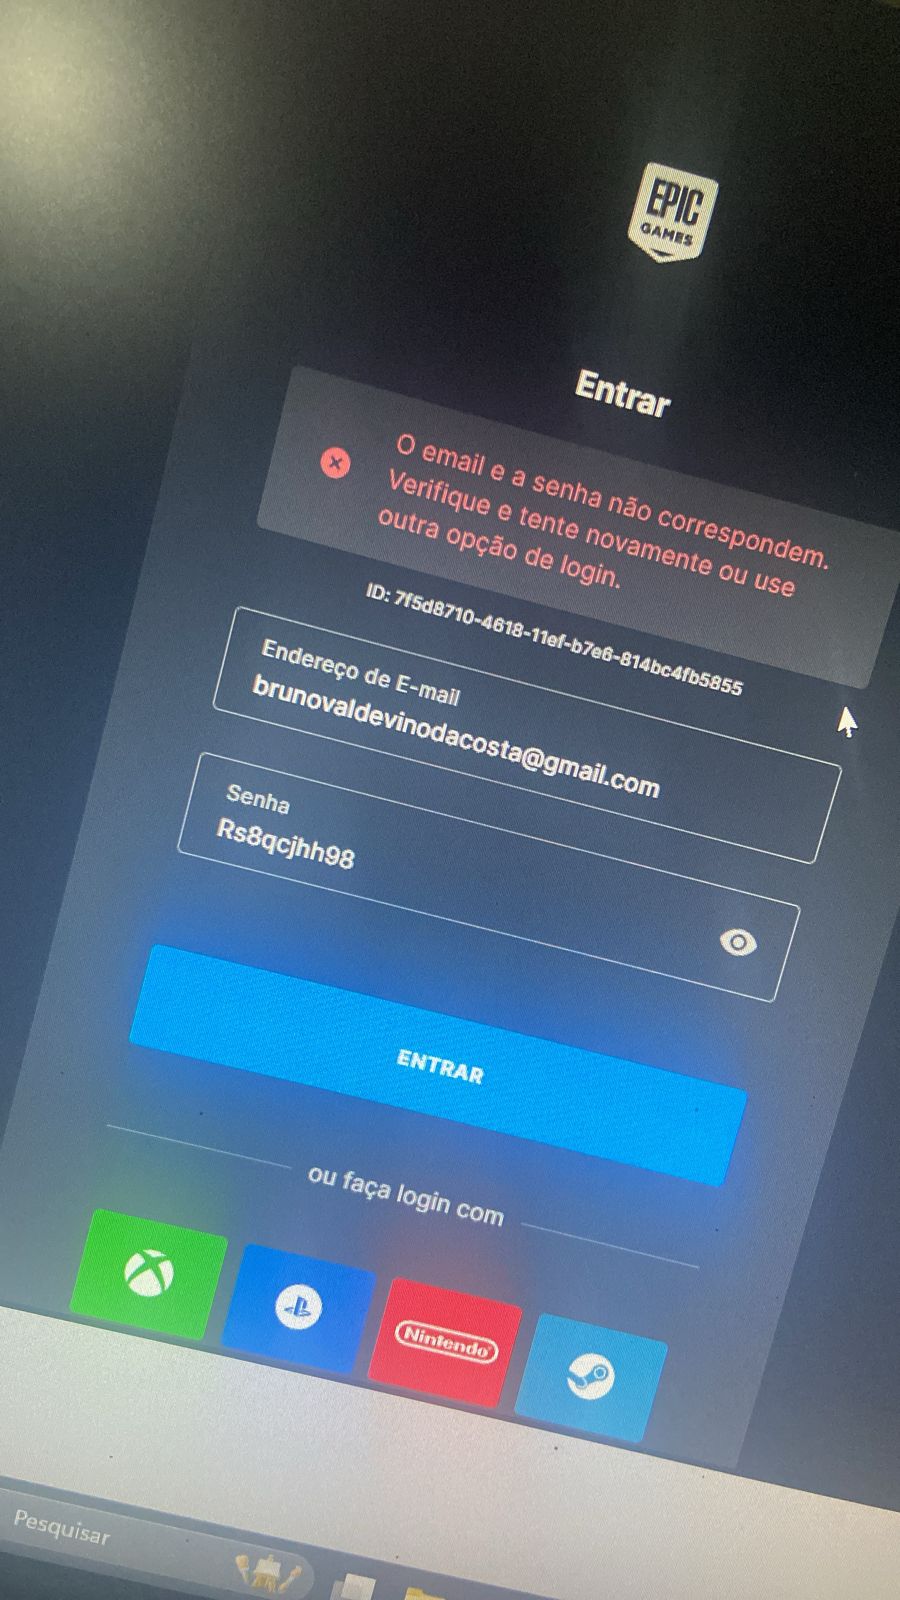 EPIC
GAMES
Entrar
O email e a senha não correspondem.
Verifique e tente novamente ou use
outra opção de login.
ID: 7f5d8710-4618-11ef-b7e6-814bc4fb5855
Endereço de E-mail
brunovaldevinodacosta@gmail.com
Senha
Rs8qcjhh98
ENTRAR
ou faça login com
Nintendo
Pesquisar